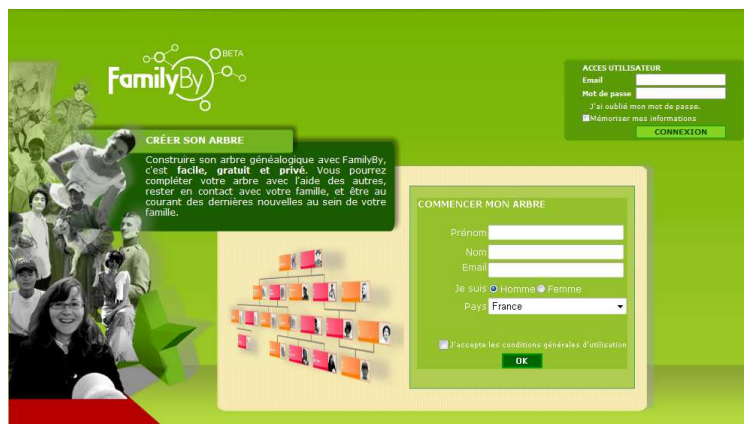 FamilyBy
BETA
ACCES UTILISATEUR
Email
Mot de passe
J'ai oublié mon mot de passe.
Mémoriser mes informations
CONNEXION
CRÉER SON ARBRE
Construire son arbre généalogique avec FamilyBy,
c'est facile, gratuit et privé. Vous pourrez
compléter votre arbre avec l'aide des autres,
rester en contact avec votre famille, et être au
courant des dernières nouvelles au sein de votre
famille.
COMMENCER MON ARBRE
Prénom
Nom
Email
Je suis Homme Femme
Pays France
J'accepte les conditions générales d'utilisation
OK